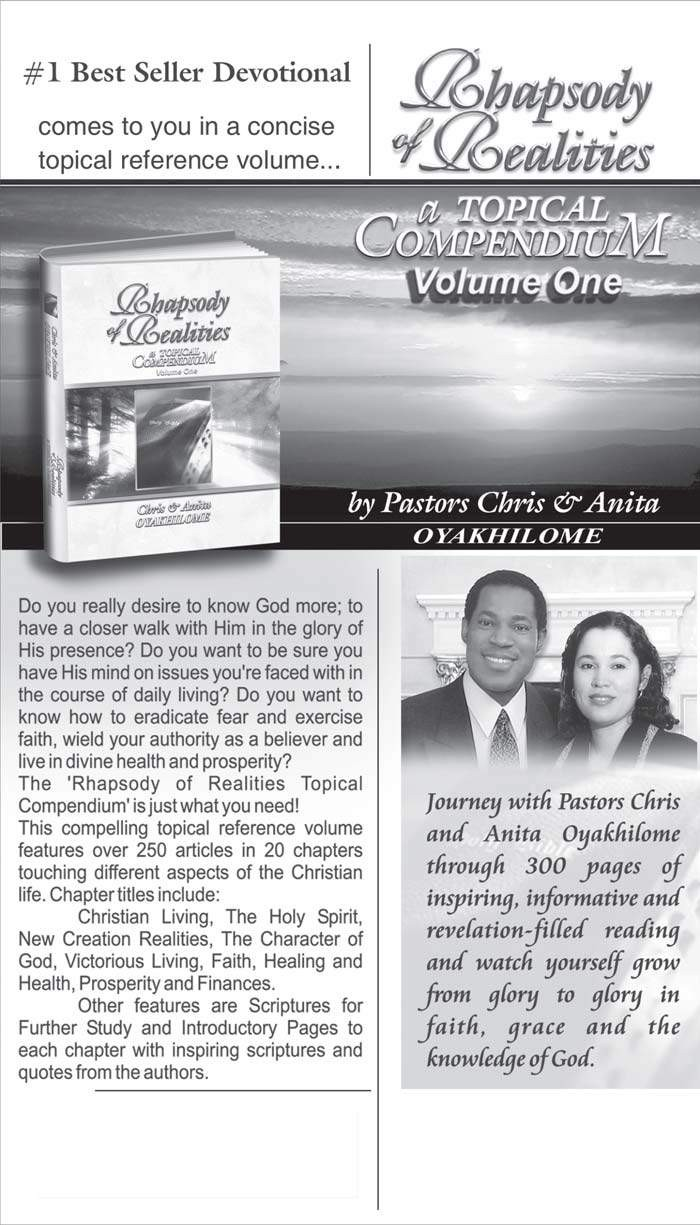 #1 Best Seller Devotional
comes to you in a concise
topical reference volume...
Rhapsody
of Realities
a TOPICAL
COMPENDIUM
Volume One
Rhapsody
of Realities
a TOPICAL
COMPENDIUM
Volume One
Holy Bible
Chris & Anita
OYAKHILOME
Chris & Anita
Rhapsody
of Realities
by Pastors Chris & Anita
OYAKHILOME
Do you really desire to know God more; to
have a closer walk with Him in the glory of
His presence? Do you want to be sure you
have His mind on issues you're faced with in
the course of daily living? Do you want to
know how to eradicate fear and exercise
faith, wield your authority as a believer and
live in divine health and prosperity?
The 'Rhapsody of Realities Topical
Compendium' is just what you need!
This compelling topical reference volume
features over 250 articles in 20 chapters
touching different aspects of the Christian
life. Chapter titles include:
Christian Living, The Holy Spirit,
New Creation Realities, The Character of
God, Victorious Living, Faith, Healing and
Health, Prosperity and Finances.
Other features are Scriptures for
Further Study and Introductory Pages to
each chapter with inspiring scriptures and
quotes from the authors.
Journey with Pastors Chris
and Anita Oyakhilome
through 300 pages of
inspiring, informative and
revelation-filled reading
and watch yourself grow
from glory to glory in
faith, grace and the
knowledge of God.